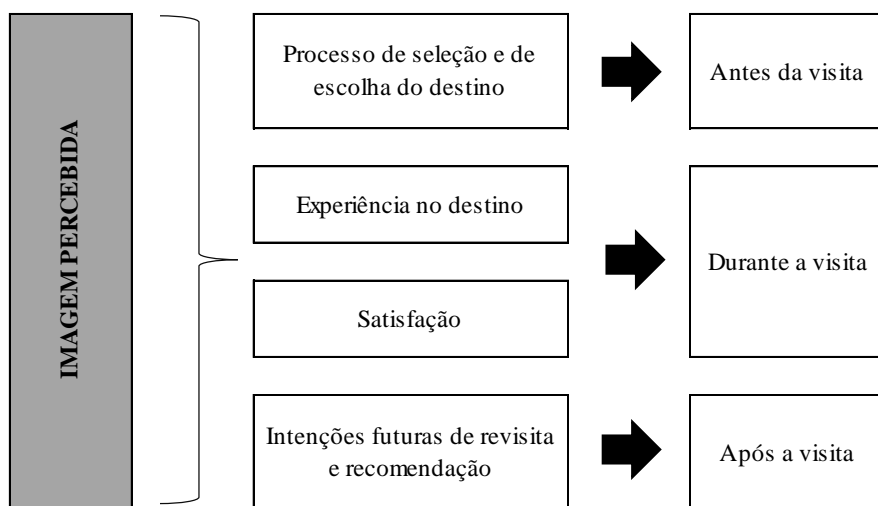 IMAGEM PERCEBIDA
Processo de seleção e de
escolha do destino
Antes da visita
Experiência no destino
Satisfação
Durante a visita
Intenções futuras de revisita
e recomendação
Após a visita